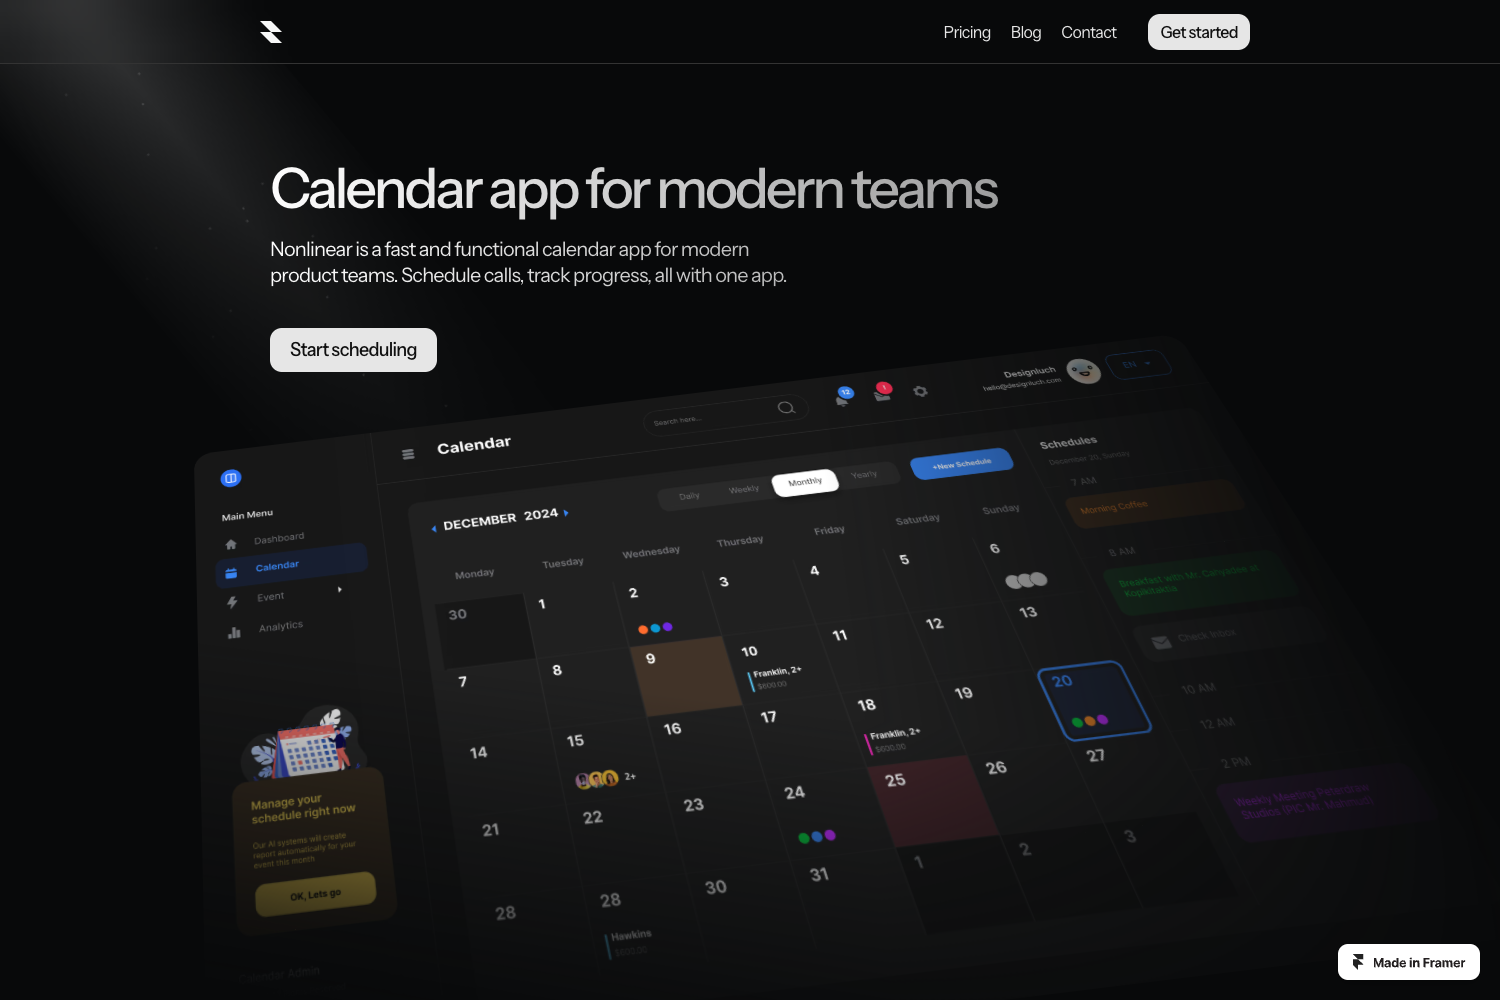 Pricing
Blog
Contact
Get started
Calendar app for modern teams
Nonlinear is a fast and functional calendar app for modern
product teams. Schedule calls, track progress, all with one app.
Start scheduling
Main Menu
Dashboard
Calendar
Event
Analytics
Manage your
schedule right now
Our AI systems will create
report automatically for your
event this month
OK, Lets go
Calendar Admin
Calendar
Search here...
12
1
Designluch
hello@designluch.com
EN
DECEMBER 2024
Daily
Weekly
Monthly
Yearly
+New Schedule
Monday
Tuesday
Wednesday
Thursday
Friday
Saturday
Sunday
30
1
2
3
4
5
6
7
8
9
10
Franklin, 2+
$600.00
11
12
13
14
15
2+
16
17
18
Franklin, 2+
$600.00
19
20
21
22
23
24
25
26
27
28
28
Hawkins
$600.00
30
31
1
2
3
Schedules
December 20, Sunday
7 AM
Morning Coffee
8 AM
Breakfast with Mr. Cahyadee at
Kopikitakita
Check Inbox
10 AM
12 AM
2 PM
Weekly Meeting Peterdraw
Studios (PIC Mr. Mahmud)
Made in Framer